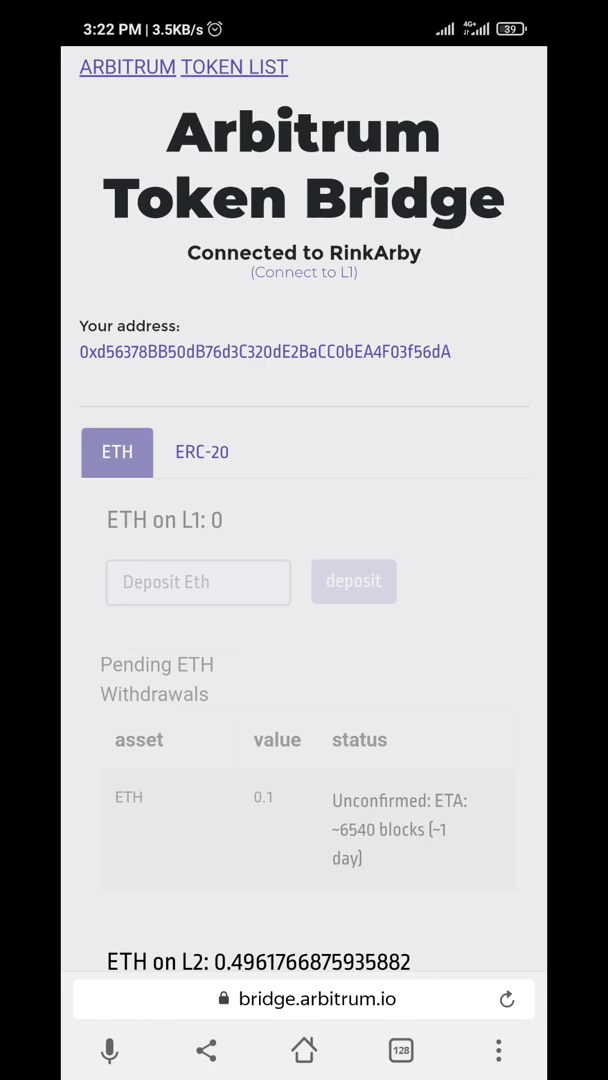 3:22 PM | 3.5KB/s
4G+
39
ARBITRUM TOKEN LIST
Arbitrum
Token Bridge
Connected to RinkArby
(Connect to L1)
Your address:
0xd56378BB50dB76d3C320dE2BaCC0bEA4F03f56dA
ETH ERC-20
ETH on L1: 0
Deposit Eth deposit
Pending ETH
Withdrawals
asset value status
ETH 0.1 Unconfirmed: ETA:
~6540 blocks (~1
day)
ETH on L2: 0.4961766875935882
bridge.arbitrum.io
128